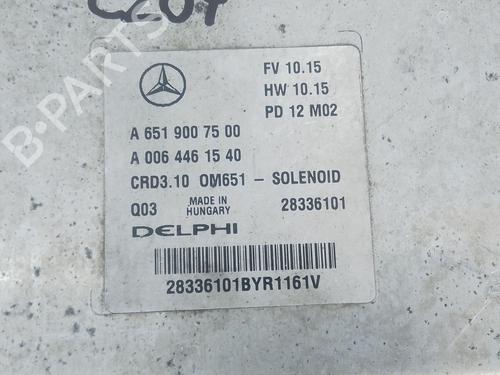 FV 10.15
HW 10.15
PD 12 M02
A 651 900 75 00
A 006 446 15 40
CRD3.10 OM651 - SOLENOID
Q03 MADE IN HUNGARY 28336101
DELPHI
28336101BYR1161V
B-PARTS